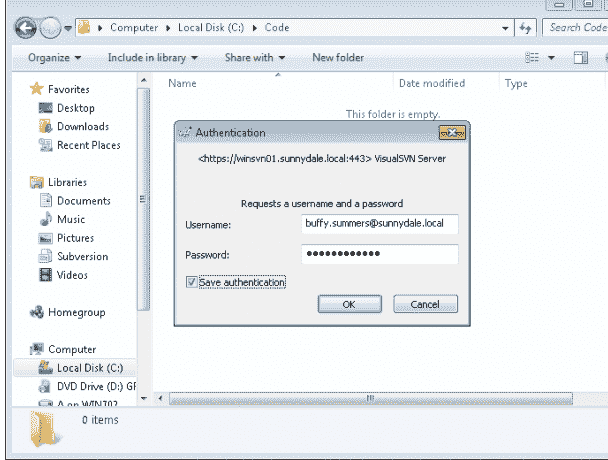 Computer Local Disk (C:) Code
Search Code
Organize Include in library Share with New folder
Name Date modified Type
This folder is empty.
Favorites
Desktop
Downloads
Recent Places
Libraries
Documents
Music
Pictures
Subversion
Videos
Homegroup
Computer
Local Disk (C:)
DVD Drive (D:)
0 items
Authentication
<https://winsvn01.sunnydale.local:443> VisualSVN Server
Requests a username and a password
Username: buffy.summers@sunnydale.local
Password: ●●●●●●●●●●●●
Save authentication
OK Cancel